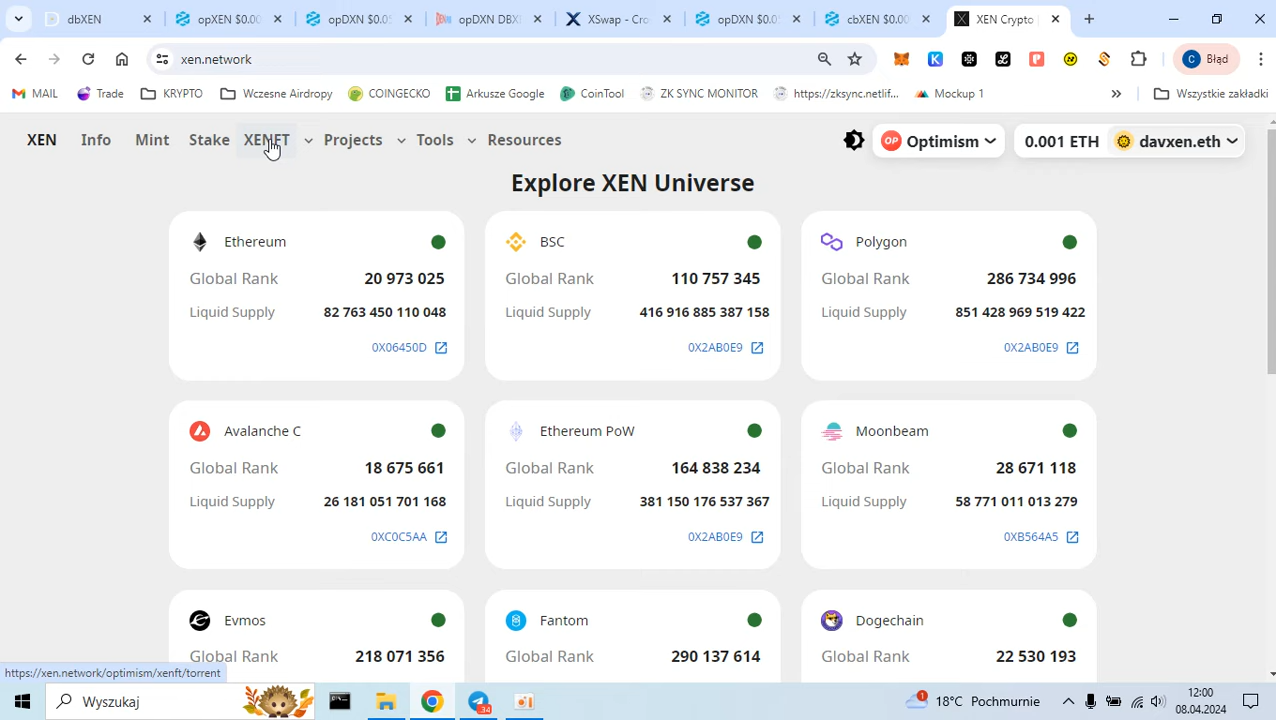 dbXEN
opXEN $0.0
opDXN $0.0
opDXN DBX
XSwap - Cro
opDXN $0.0
cbXEN $0.00
XEN Crypto
xen.network
Błąd
MAIL
Trade
KRYPTO
Wczesne Airdropy
COINGECKO
Arkusze Google
CoinTool
ZK SYNC MONITOR
https://zksync.netlif...
Mockup 1
Wszystkie zakładki
XEN
Info
Mint
Stake
XENFT
Projects
Tools
Resources
Optimism
0.001 ETH
davxen.eth
Explore XEN Universe
Ethereum
Global Rank 20 973 025
Liquid Supply 82 763 450 110 048
0X06450D
BSC
Global Rank 110 757 345
Liquid Supply 416 916 885 387 158
0X2AB0E9
Polygon
Global Rank 286 734 996
Liquid Supply 851 428 969 519 422
0X2AB0E9
Avalanche C
Global Rank 18 675 661
Liquid Supply 26 181 051 701 168
0XC0C5AA
Ethereum PoW
Global Rank 164 838 234
Liquid Supply 381 150 176 537 367
0X2AB0E9
Moonbeam
Global Rank 28 671 118
Liquid Supply 58 771 011 013 279
0XB564A5
Evmos
Global Rank 218 071 356
Fantom
Global Rank 290 137 614
Dogechain
Global Rank 22 530 193
https://xen.network/optimism/xenft/torrent
Wyszukaj
34
1
18°C Pochmurnie
12:00
08.04.2024